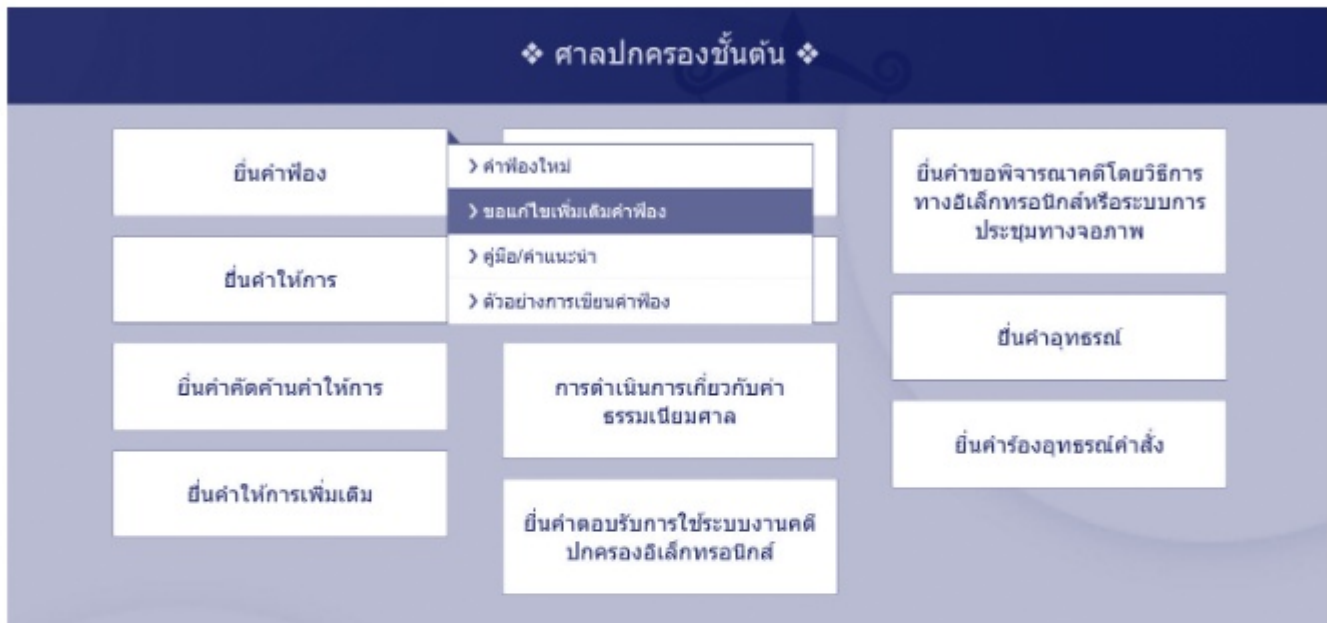 ❖ ศาลปกครองชั้นต้น ❖
ยื่นคำฟ้อง
> คำฟ้องใหม่
> ขอแก้ไขเพิ่มเติมคำฟ้อง
> คู่มือ/คำแนะนำ
> ตัวอย่างการเขียนคำฟ้อง
ยื่นคำให้การ
ยื่นคำคัดค้านคำให้การ
ยื่นคำให้การเพิ่มเติม
การดำเนินการเกี่ยวกับค่า
ธรรมเนียมศาล
ยื่นคำตอบรับการใช้ระบบงานคดี
ปกครองอิเล็กทรอนิกส์
ยื่นคำขอพิจารณาคดีโดยวิธีการ
ทางอิเล็กทรอนิกส์หรือระบบการ
ประชุมทางจอภาพ
ยื่นคำอุทธรณ์
ยื่นคำร้องอุทธรณ์คำสั่ง